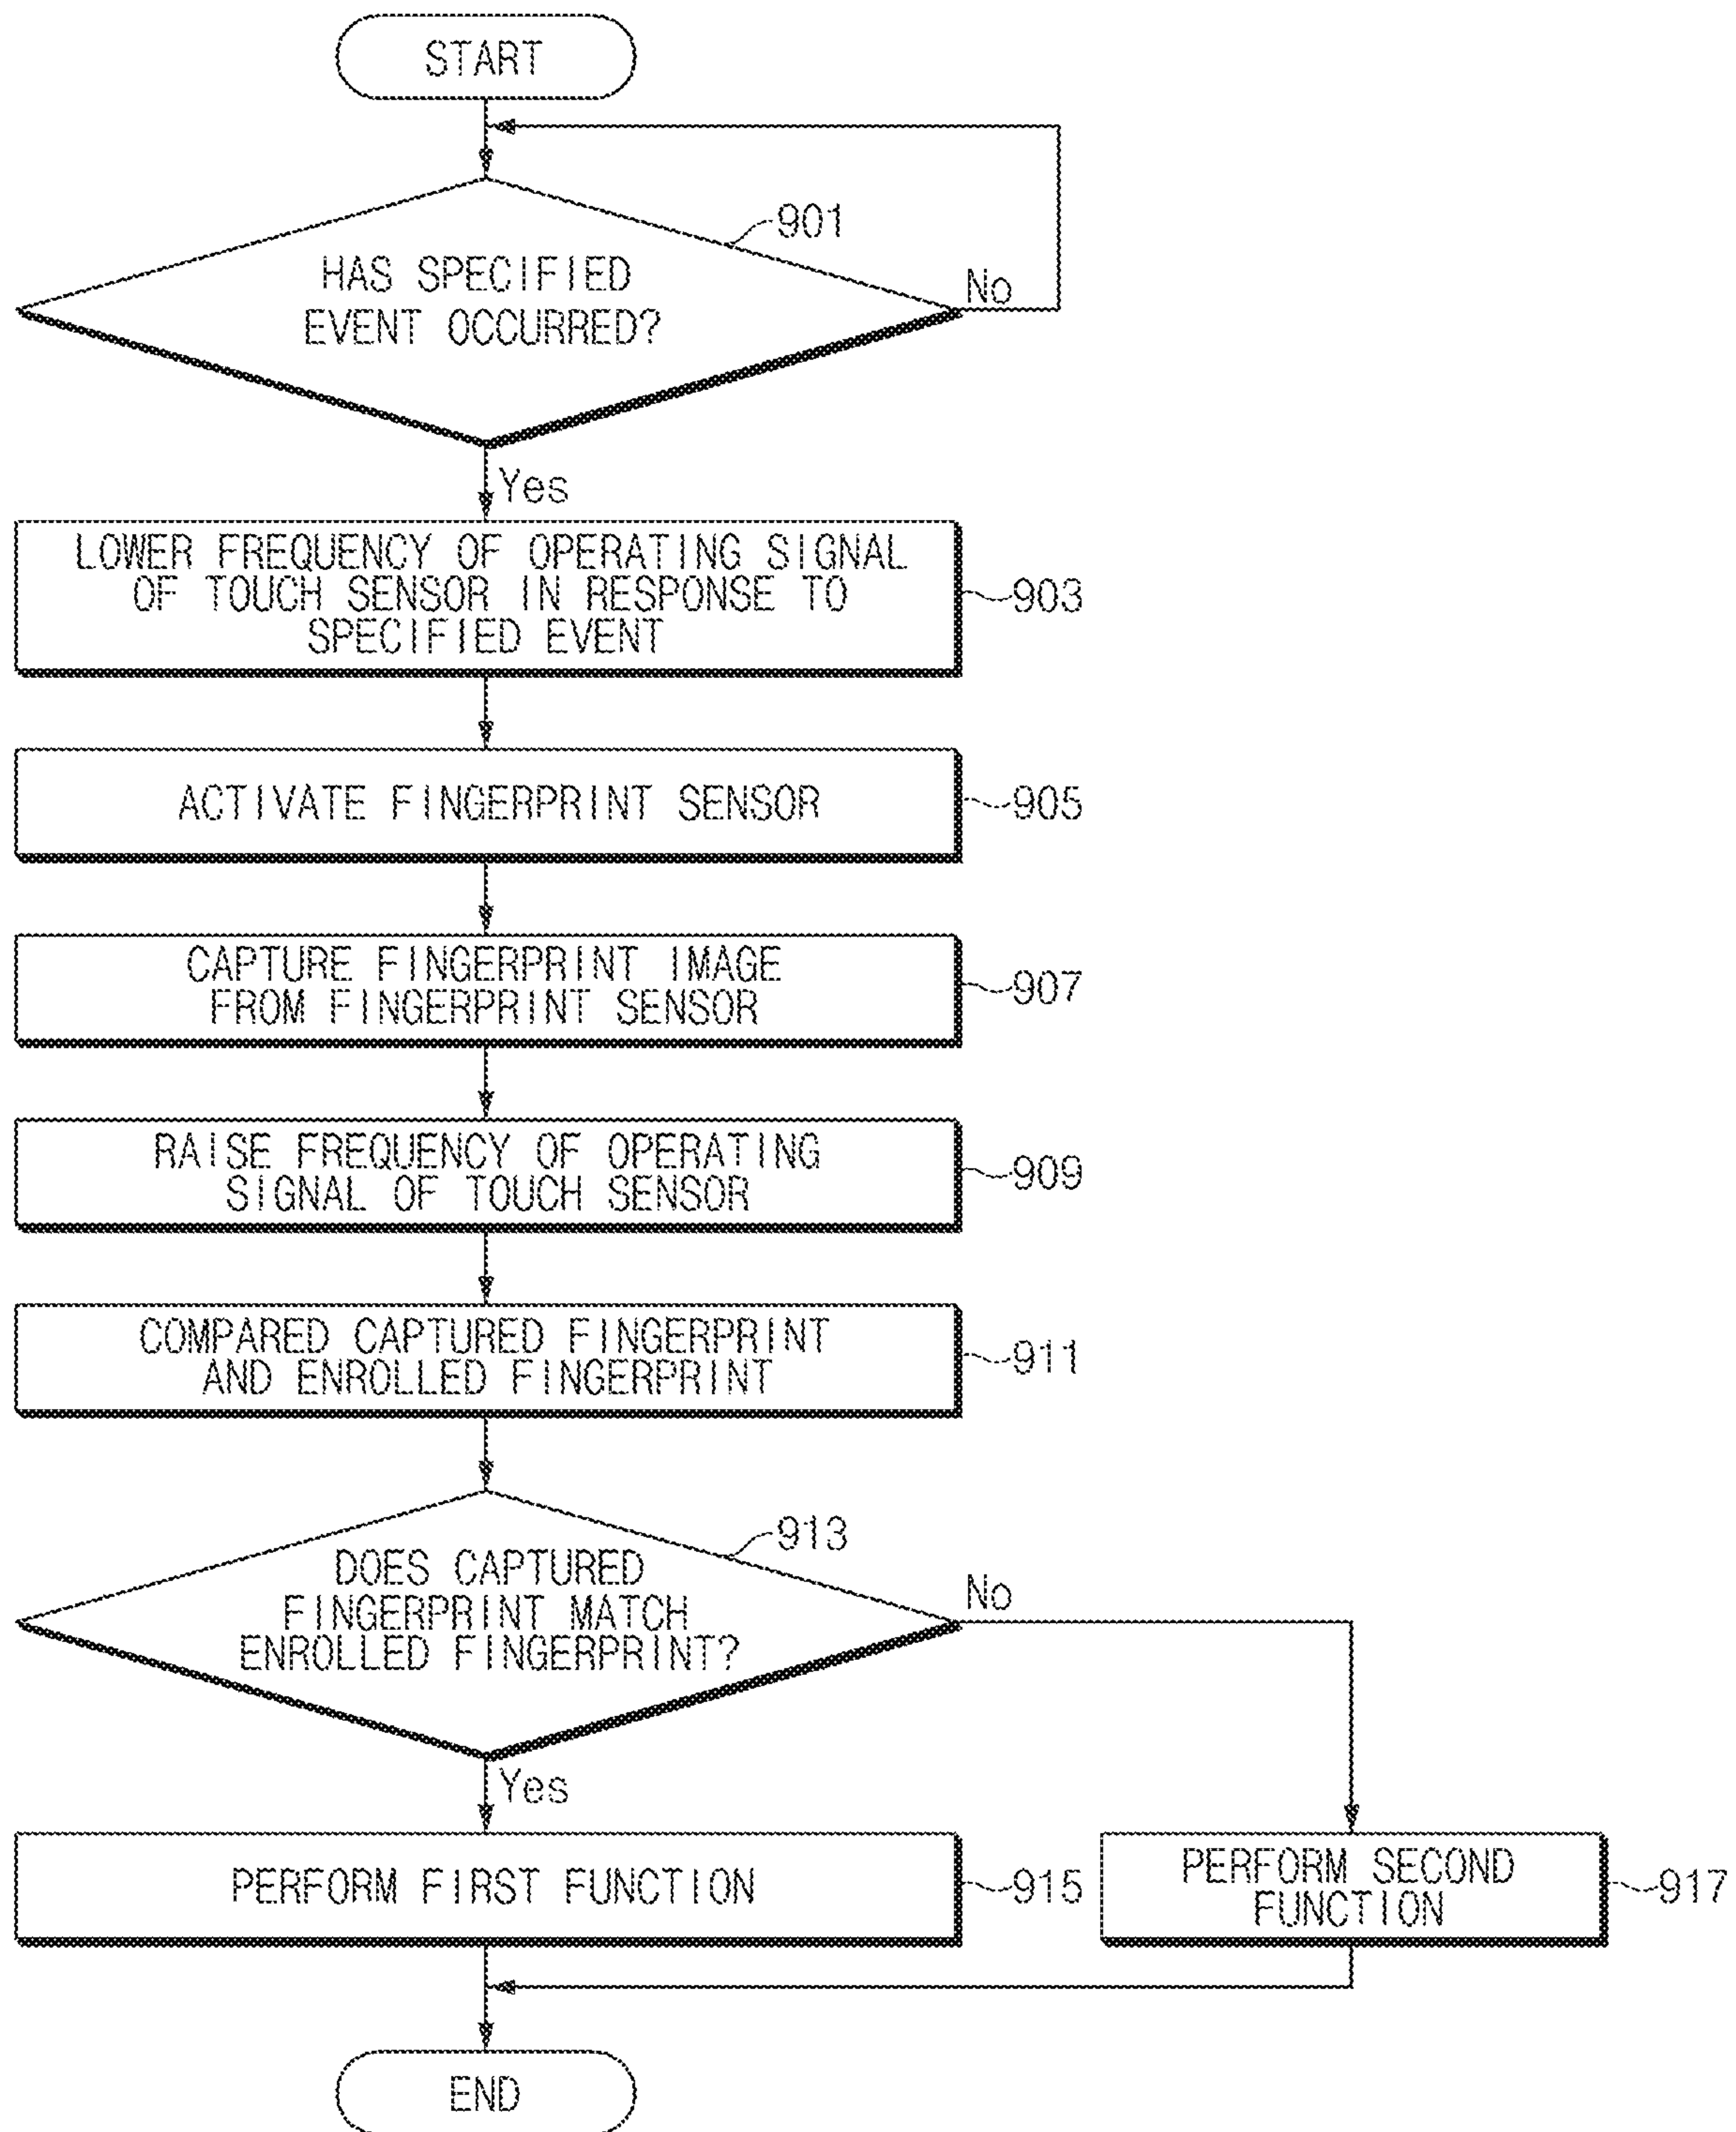 START
901
HAS SPECIFIED
EVENT OCCURRED?
No
Yes
LOWER FREQUENCY OF OPERATING SIGNAL
OF TOUCH SENSOR IN RESPONSE TO
SPECIFIED EVENT
903
ACTIVATE FINGERPRINT SENSOR
905
CAPTURE FINGERPRINT IMAGE
FROM FINGERPRINT SENSOR
907
RAISE FREQUENCY OF OPERATING
SIGNAL OF TOUCH SENSOR
909
COMPARED CAPTURED FINGERPRINT
AND ENROLLED FINGERPRINT
911
913
DOES CAPTURED
FINGERPRINT MATCH
ENROLLED FINGERPRINT?
No
Yes
PERFORM FIRST FUNCTION
915
PERFORM SECOND
FUNCTION
917
END